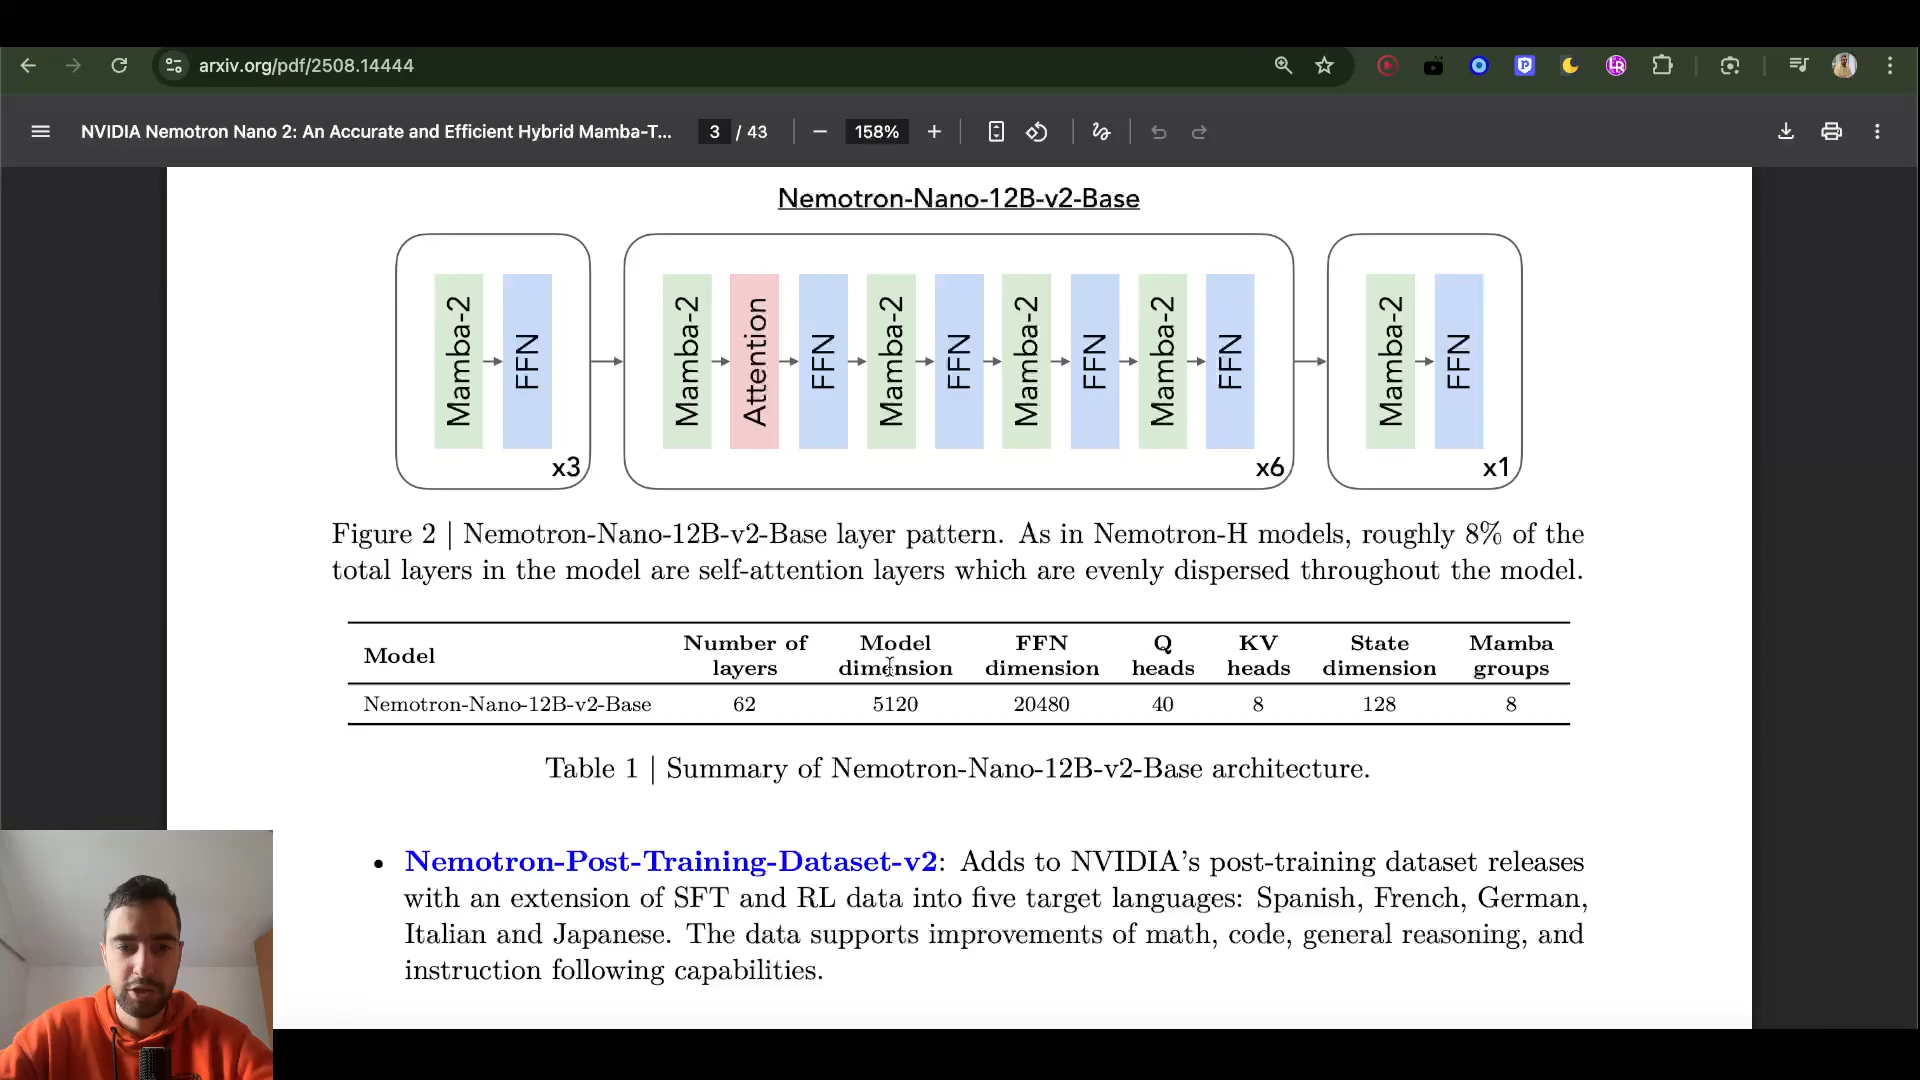 arxiv.org/pdf/2508.14444
NVIDIA Nemotron Nano 2: An Accurate and Efficient Hybrid Mamba-T...
3 / 43
158%
Nemotron-Nano-12B-v2-Base
Mamba-2
FFN
x3
Mamba-2
Attention
FFN
Mamba-2
FFN
Mamba-2
FFN
Mamba-2
FFN
x6
Mamba-2
FFN
x1
Figure 2 | Nemotron-Nano-12B-v2-Base layer pattern. As in Nemotron-H models, roughly 8% of the
total layers in the model are self-attention layers which are evenly dispersed throughout the model.
Model Number of layers Model dimension FFN dimension Q heads KV heads State dimension Mamba groups
Nemotron-Nano-12B-v2-Base 62 5120 20480 40 8 128 8
Table 1 | Summary of Nemotron-Nano-12B-v2-Base architecture.
• Nemotron-Post-Training-Dataset-v2: Adds to NVIDIA's post-training dataset releases
with an extension of SFT and RL data into five target languages: Spanish, French, German,
Italian and Japanese. The data supports improvements of math, code, general reasoning, and
instruction following capabilities.